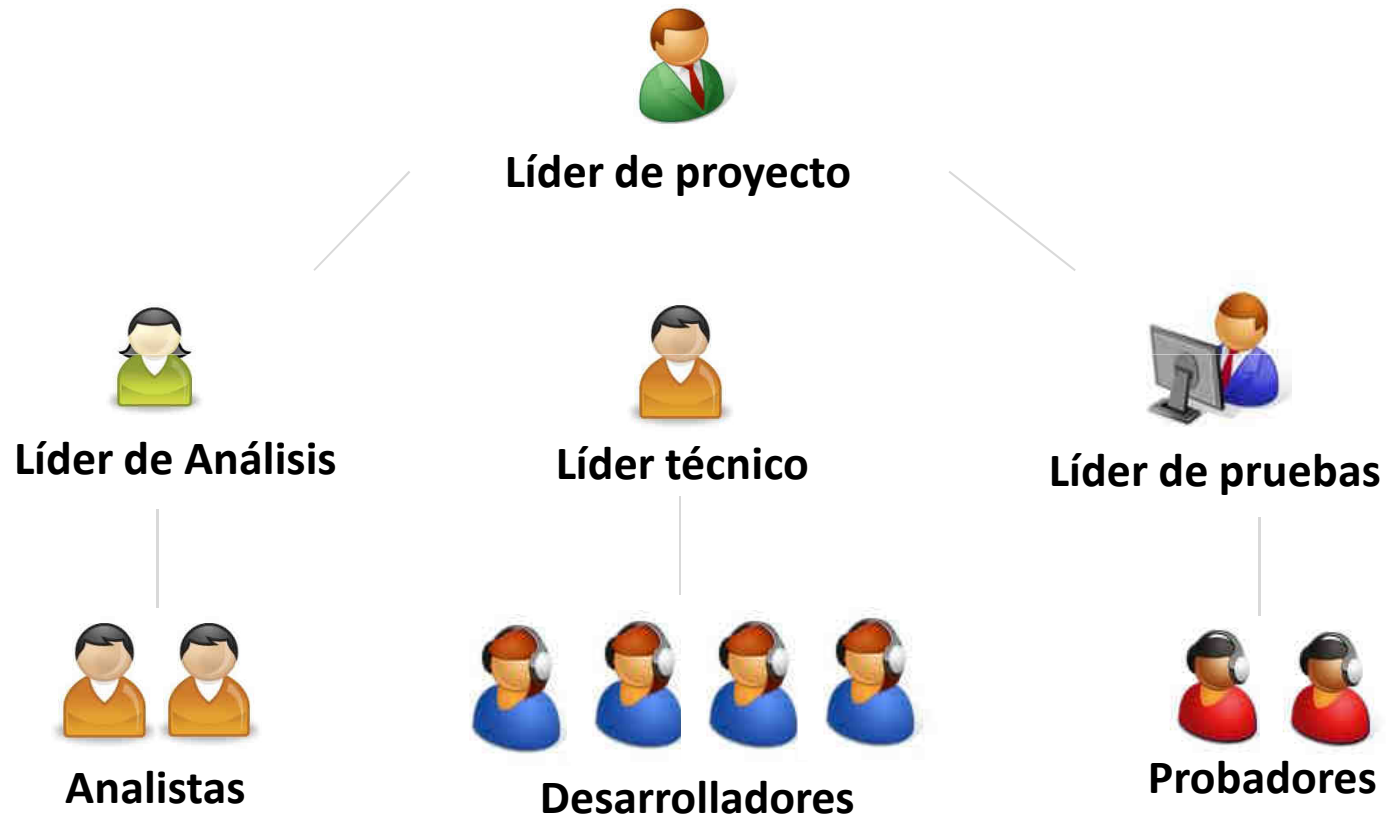 Líder de proyecto
Líder de Análisis
Líder técnico
Líder de pruebas
Analistas
Desarrolladores
Probadores